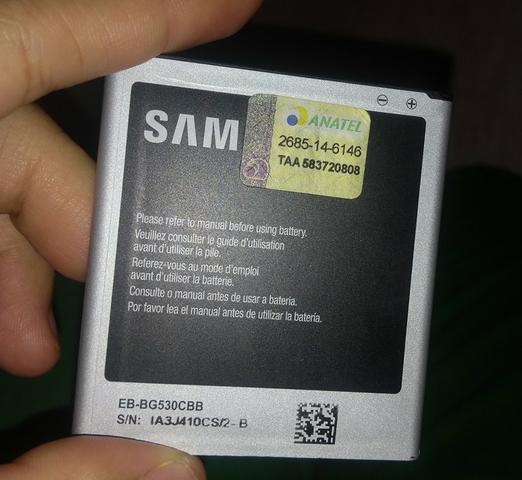 SAM
ANATEL
2685-14-6146
TAA 583720808
Please refer to manual before using battery.
Veuillez consulter le guide d'utilisation
avant d'utiliser la pile.
Referez-vous au mode d'emploi
avant d'utiliser la batterie.
Consulte o manual antes de usar a bateria.
Por favor lea el manual antes de utilizar la batería.
EB-BG530CBB
S/N: IA3J410CS/2-B